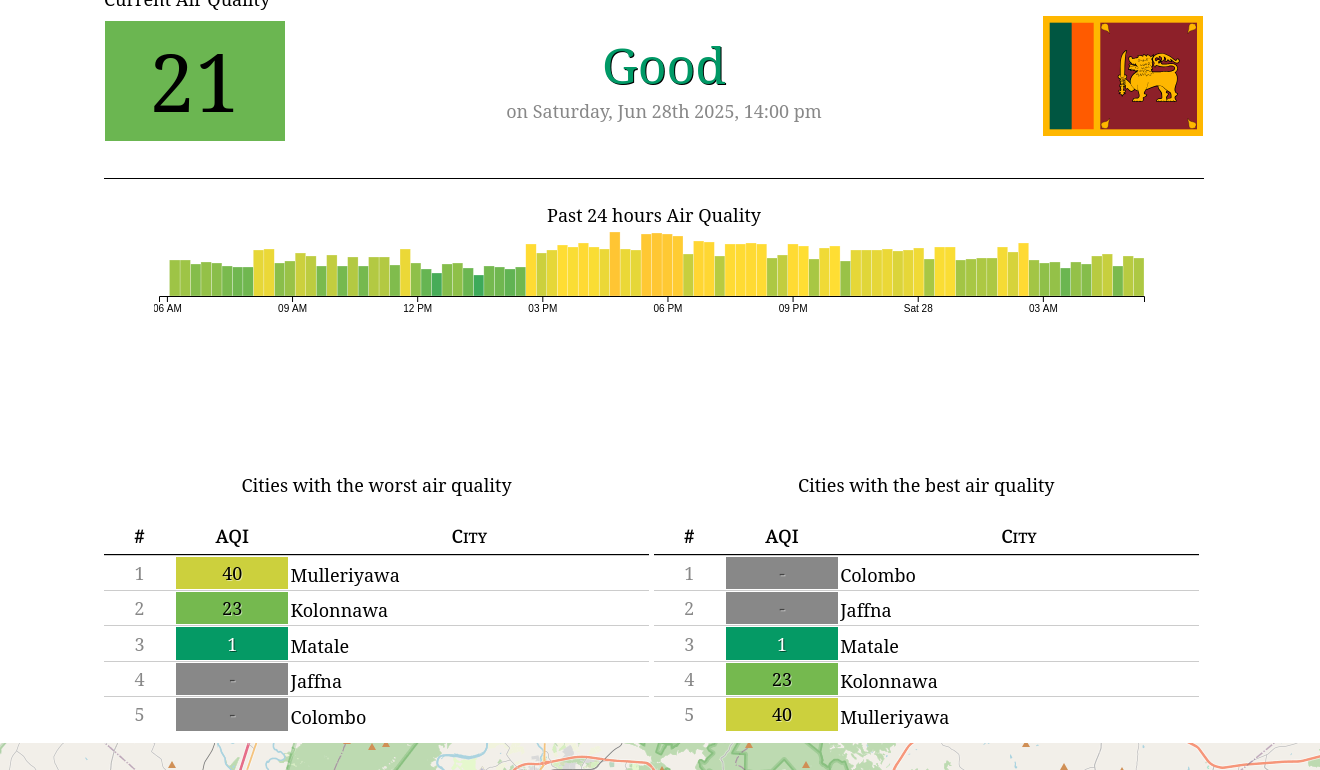 Current Air Quality
21
Good
on Saturday, Jun 28th 2025, 14:00 pm
Past 24 hours Air Quality
06 AM 09 AM 12 PM 03 PM 06 PM 09 PM Sat 28 03 AM
Cities with the worst air quality
# AQI City
1 40 Mulleriyawa
2 23 Kolonnawa
3 1 Matale
4 - Jaffna
5 - Colombo
Cities with the best air quality
# AQI City
1 - Colombo
2 - Jaffna
3 1 Matale
4 23 Kolonnawa
5 40 Mulleriyawa